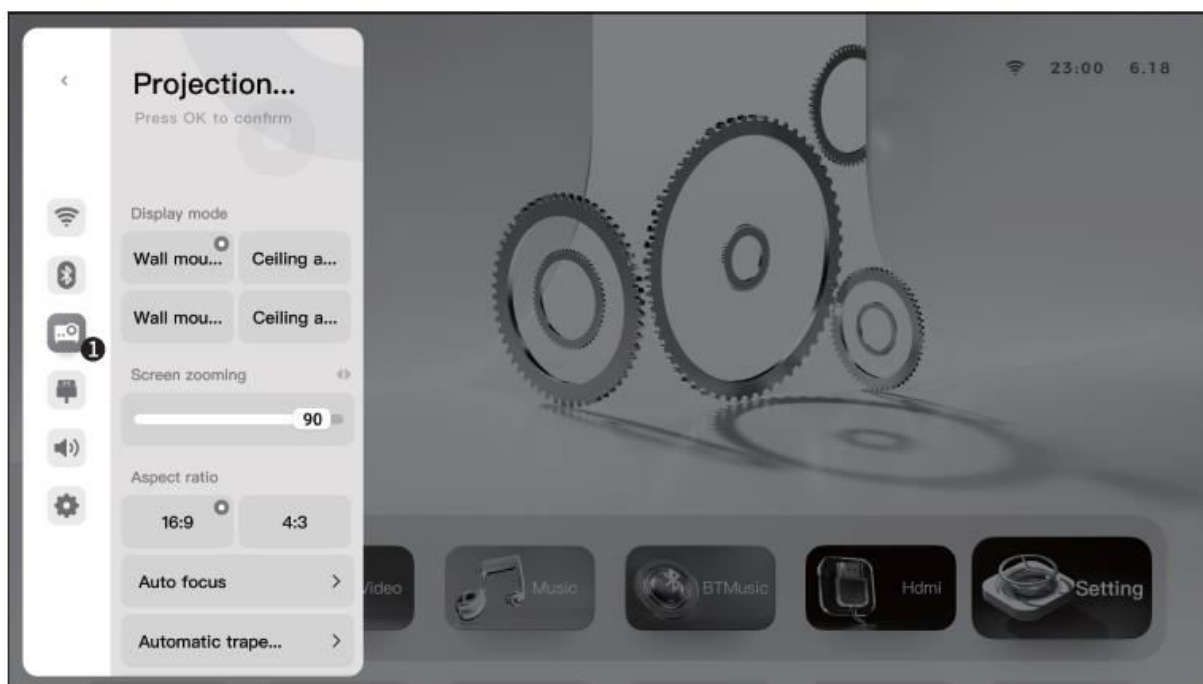 Projection...
Press OK to confirm
23:00 6.18
Display mode
Wall mou... Ceiling a...
Wall mou... Ceiling a...
1
Screen zooming
90
Aspect ratio
16:9 4:3
Auto focus >
Automatic trape... >
Video Music BTMusic Hdmi Setting